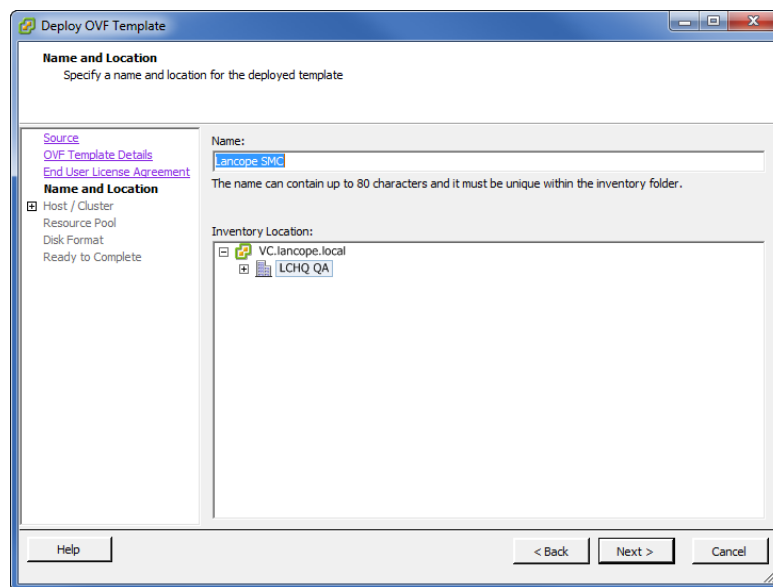 Deploy OVF Template
Name and Location
Specify a name and location for the deployed template
Source
OVF Template Details
End User License Agreement
Name and Location
Host / Cluster
Resource Pool
Disk Format
Ready to Complete
Name:
Lancope SMC
The name can contain up to 80 characters and it must be unique within the inventory folder.
Inventory Location:
VC.lancope.local
LCHQ QA
Help
< Back
Next >
Cancel